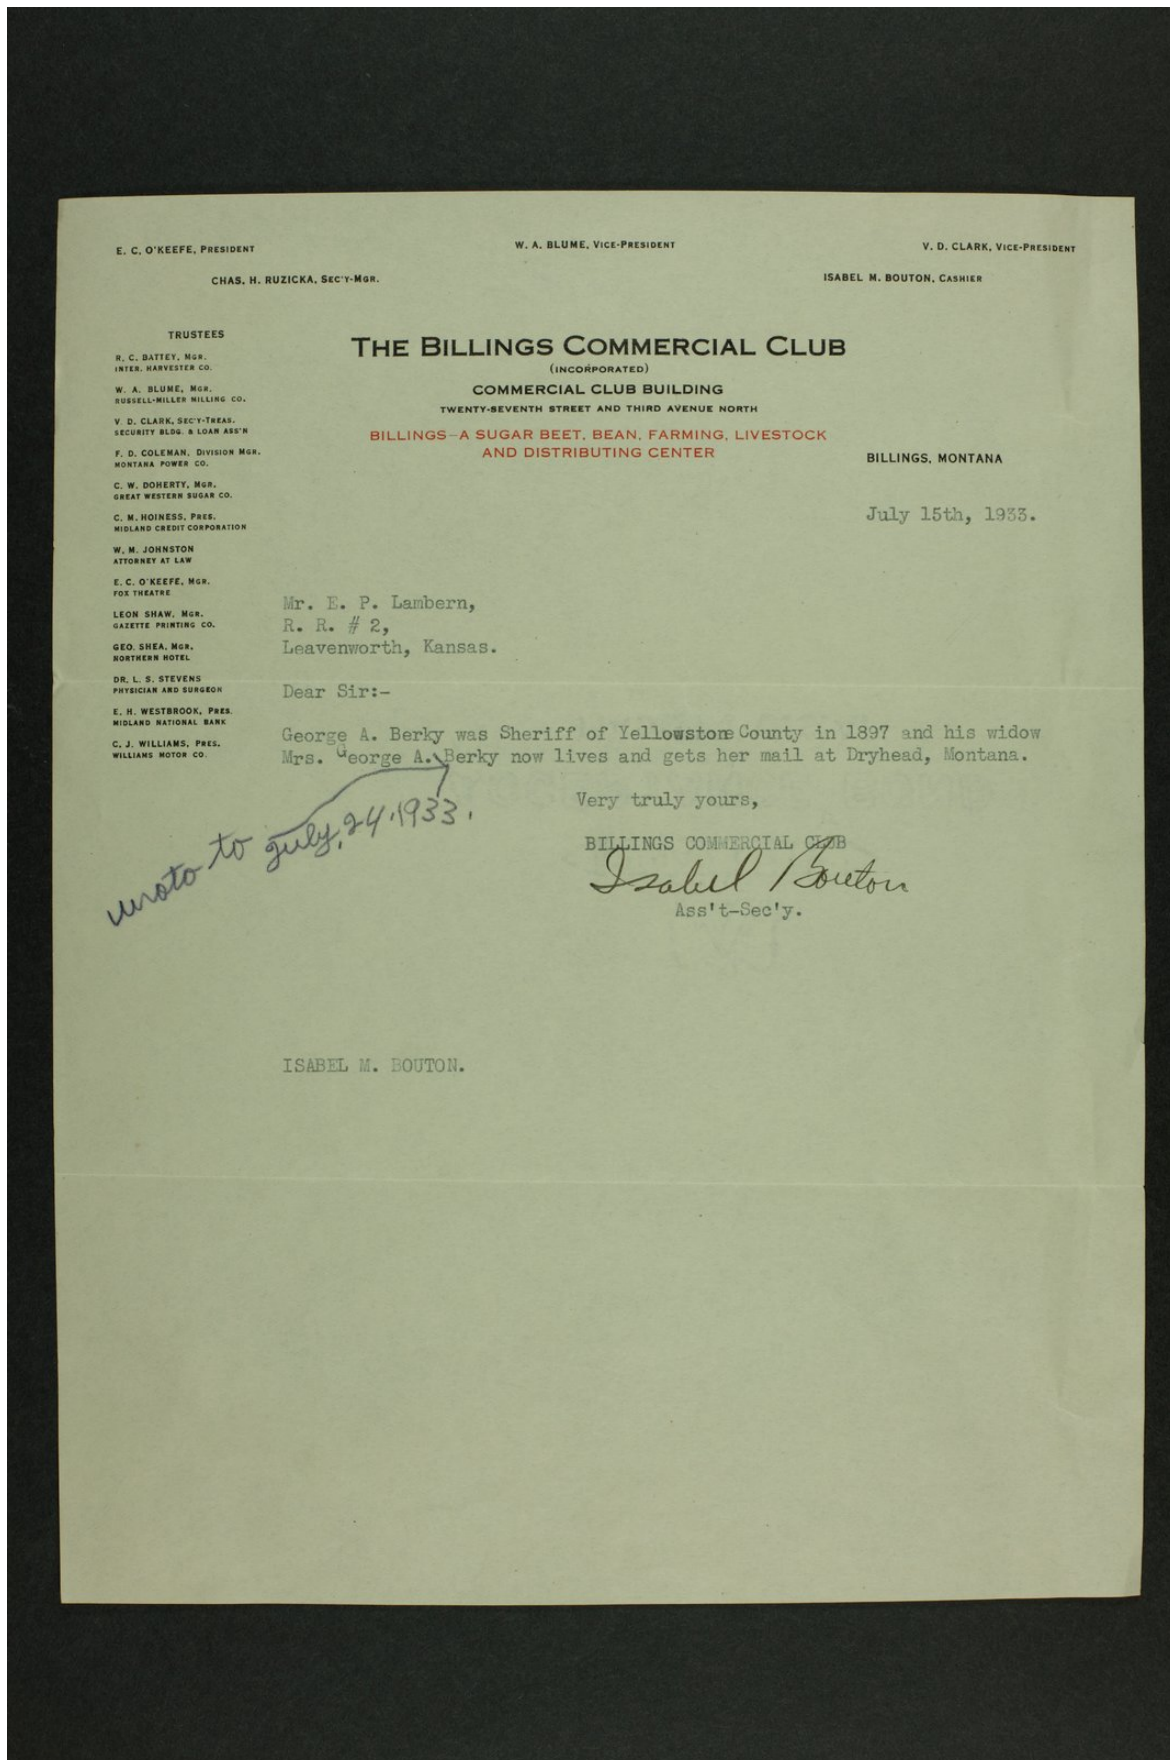 E. C. O'KEEFE, PRESIDENT
W. A. BLUME, VICE-PRESIDENT
V. D. CLARK, VICE-PRESIDENT
CHAS. H. RUZICKA, SEC'Y-MGR.
ISABEL M. BOUTON, CASHIER
TRUSTEES
R. C. BATTEY, MGR.
INTER. HARVESTER CO.
W. A. BLUME, MGR.
RUSSELL-MILLER MILLING CO.
V. D. CLARK, SEC'Y-TREAS.
SECURITY BLDG. & LOAN ASS'N
F. D. COLEMAN, DIVISION MGR.
MONTANA POWER CO.
C. W. DOHERTY, MGR.
GREAT WESTERN SUGAR CO.
C. M. HOINESS, PRES.
MIDLAND CREDIT CORPORATION
W. M. JOHNSTON
ATTORNEY AT LAW
E. C. O'KEEFE, MGR.
FOX THEATRE
LEON SHAW, MGR.
GAZETTE PRINTING CO.
GEO. SHEA, MGR.
NORTHERN HOTEL
DR. L. S. STEVENS
PHYSICIAN AND SURGEON
E. H. WESTBROOK, PRES.
MIDLAND NATIONAL BANK
C. J. WILLIAMS, PRES.
WILLIAMS MOTOR CO.
THE BILLINGS COMMERCIAL CLUB
(INCORPORATED)
COMMERCIAL CLUB BUILDING
TWENTY-SEVENTH STREET AND THIRD AVENUE NORTH
BILLINGS—A SUGAR BEET, BEAN, FARMING, LIVESTOCK
AND DISTRIBUTING CENTER
BILLINGS, MONTANA
July 15th, 1933.
Mr. E. P. Lambern,
R. R. # 2,
Leavenworth, Kansas.
Dear Sir:-
George A. Berky was Sheriff of Yellowstone County in 1897 and his widow
Mrs. George A. Berky now lives and gets her mail at Dryhead, Montana.
wrote to July, 24, 1933.
Very truly yours,
BILLINGS COMMERCIAL CLUB
Isabel Bouton
Ass't-Sec'y.
ISABEL M. BOUTON.